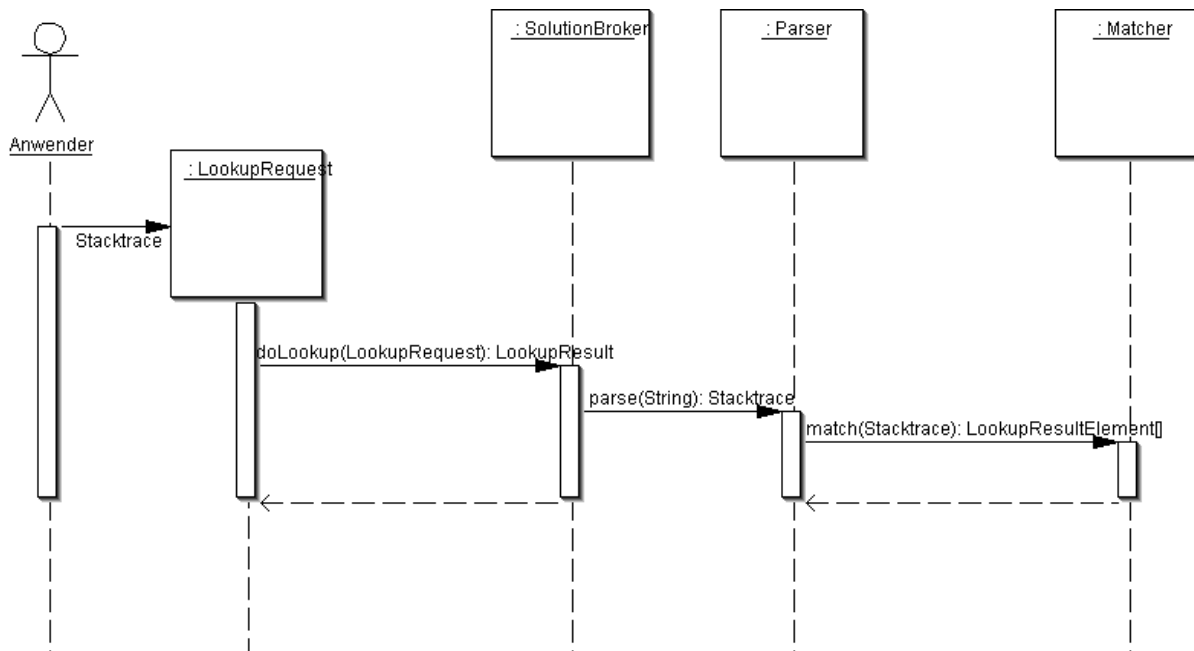 : SolutionBroker
: Parser
: Matcher
Anwender
: LookupRequest
Stacktrace
doLookup(LookupRequest): LookupResult
parse(String): Stacktrace
match(Stacktrace): LookupResultElement[]